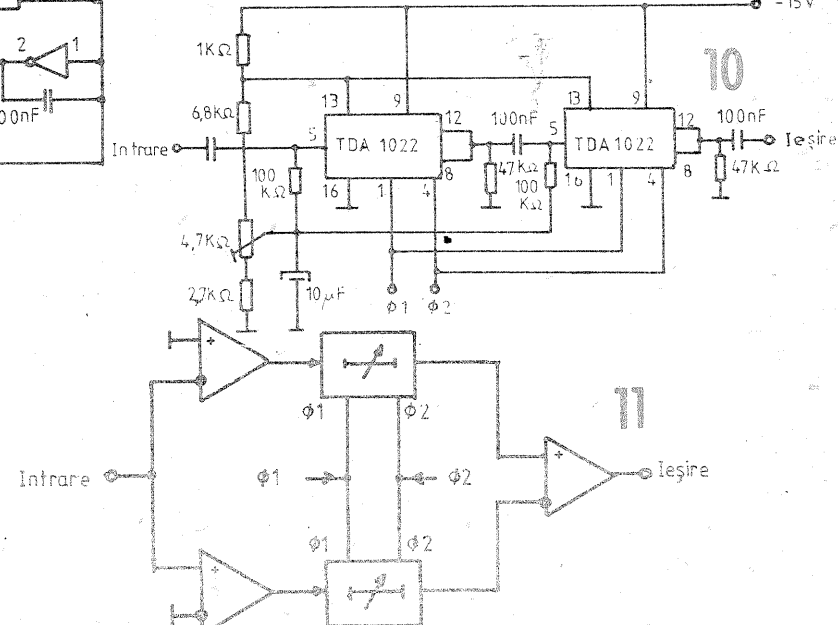 -15V
2 1
00nF
1KΩ
6,8KΩ
10
13 9
12
100nF
13 9
12
100nF
Intrare
5
TDA 1022
8
47KΩ
5
TDA 1022
8
Ieşire
47KΩ
100
KΩ
16 1 4
100
KΩ
16 1 4
4,7KΩ
2,7KΩ
10µF
ϕ1 ϕ2
+
ϕ1 ϕ2
11
Intrare
ϕ1 ϕ2
+
Ieşire
ϕ1 ϕ2
+